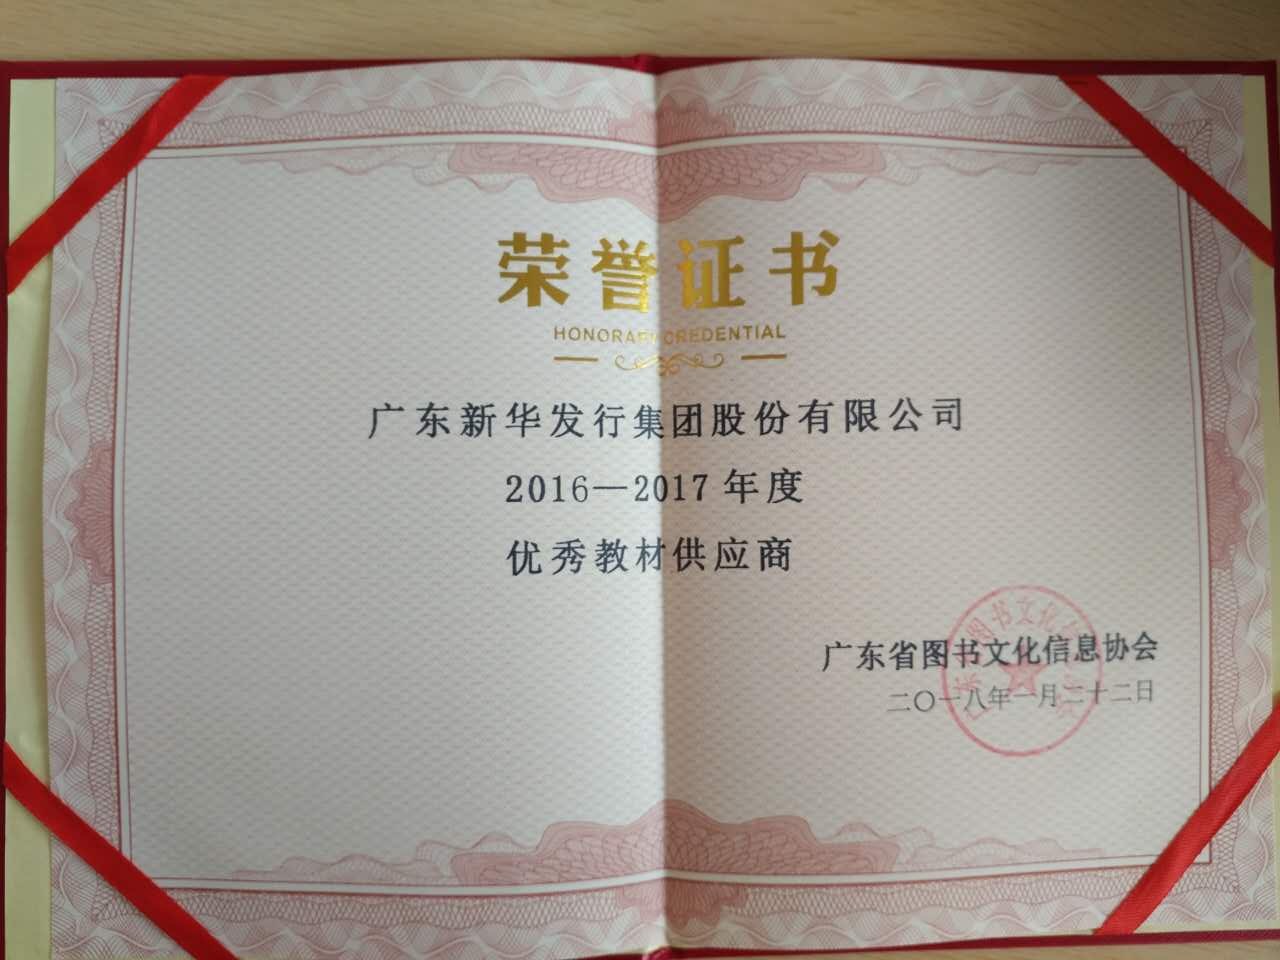 荣誉证书
HONORARY CREDENTIAL
广东新华发行集团股份有限公司
2016—2017年度
优秀教材供应商
广东省图书文化信息协会
二〇一八年一月二十二日